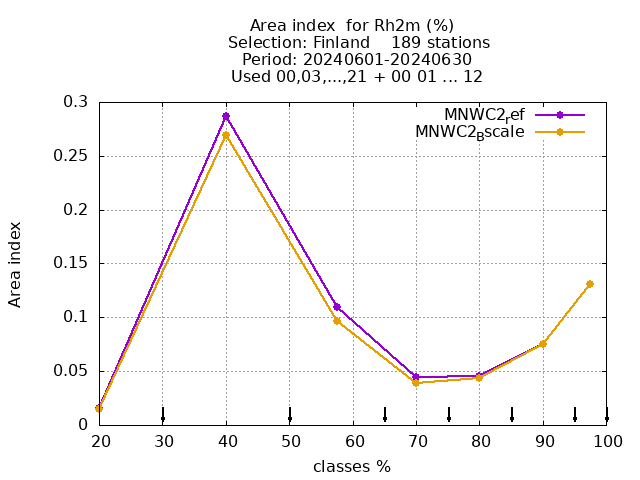 Area index  for Rh2m (%)
Selection: Finland    189 stations
Period: 20240601-20240630
Used 00,03,...,21 + 00 01 ... 12
MNWC2ref
MNWC2Bscale
0.3
0.25
0.2
0.15
0.1
0.05
0
Area index
20 30 40 50 60 70 80 90 100
classes %